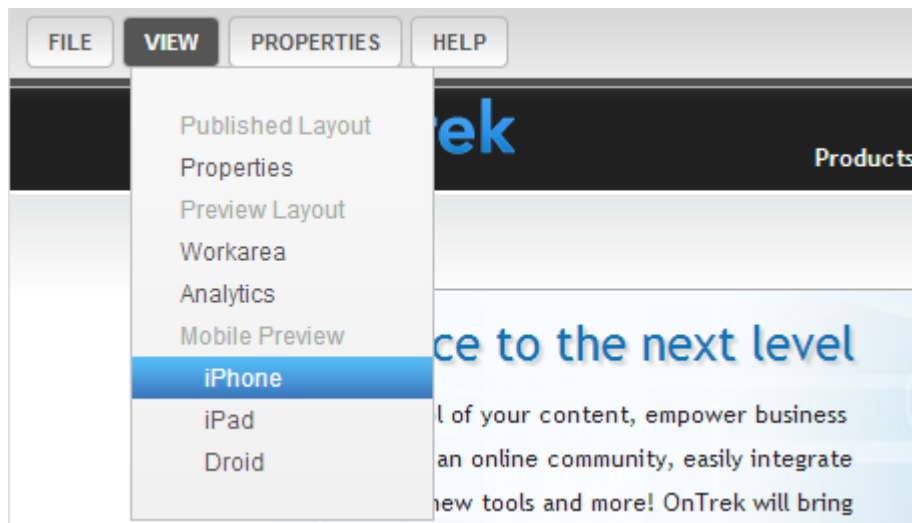 FILE VIEW PROPERTIES HELP
ek
Products
Published Layout
Properties
Preview Layout
Workarea
Analytics
Mobile Preview
iPhone
iPad
Droid
ce to the next level
of your content, empower business
an online community, easily integrate
new tools and more! OnTrek will bring